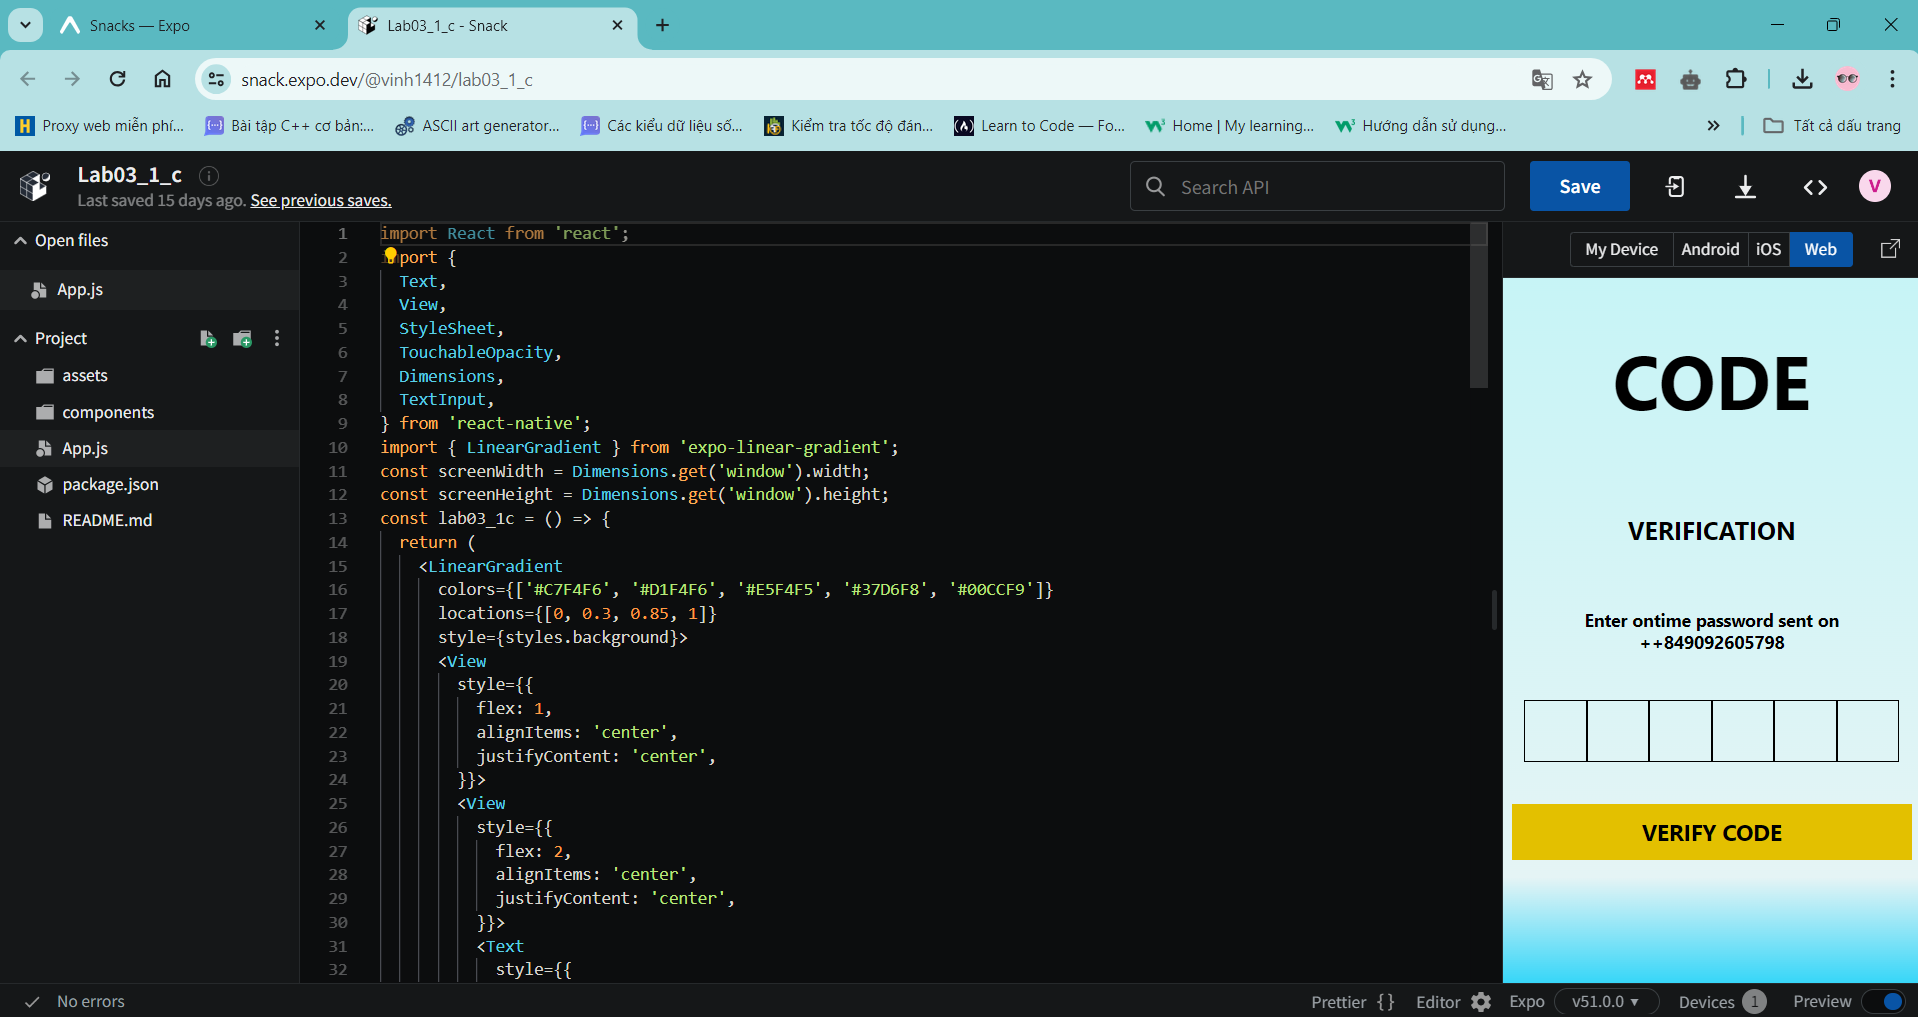 Snacks — Expo
Lab03_1_c - Snack
snack.expo.dev/@vinh1412/lab03_1_c
Proxy web miễn phí...
Bài tập C++ cơ bản:...
ASCII art generator...
Các kiểu dữ liệu số...
Kiểm tra tốc độ đán...
Learn to Code — Fo...
Home | My learning...
Hướng dẫn sử dụng...
Tất cả dấu trang
Lab03_1_c
Last saved 15 days ago. See previous saves.
Search API
Save
V
Open files
App.js
Project
assets
components
App.js
package.json
README.md
1 import React from 'react';
2 import {
3 Text,
4 View,
5 StyleSheet,
6 TouchableOpacity,
7 Dimensions,
8 TextInput,
9 } from 'react-native';
10 import { LinearGradient } from 'expo-linear-gradient';
11 const screenWidth = Dimensions.get('window').width;
12 const screenHeight = Dimensions.get('window').height;
13 const lab03_1c = () => {
14 return (
15 <LinearGradient
16 colors={['#C7F4F6', '#D1F4F6', '#E5F4F5', '#37D6F8', '#00CCF9']}
17 locations={[0, 0.3, 0.85, 1]}
18 style={styles.background}>
19 <View
20 style={{
21 flex: 1,
22 alignItems: 'center',
23 justifyContent: 'center',
24 }}>
25 <View
26 style={{
27 flex: 2,
28 alignItems: 'center',
29 justifyContent: 'center',
30 }}>
31 <Text
32 style={{
My Device
Android
iOS
Web
CODE
VERIFICATION
Enter ontime password sent on
++849092605798
VERIFY CODE
No errors
Prettier {}
Editor
Expo
v51.0.0
Devices 1
Preview